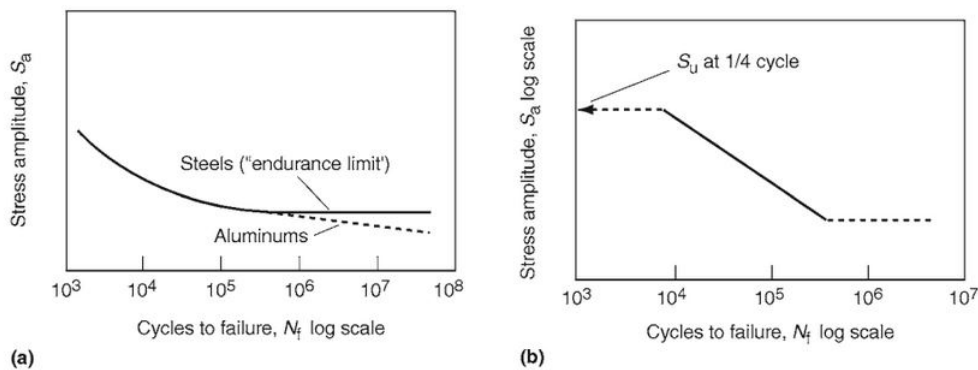 Stress amplitude, Sa
Steels ("endurance limit')
Aluminums
10³ 10⁴ 10⁵ 10⁶ 10⁷ 10⁸
Cycles to failure, Nf log scale
(a)
Stress amplitude, Sa log scale
Su at 1/4 cycle
10³ 10⁴ 10⁵ 10⁶ 10⁷
Cycles to failure, Nf log scale
(b)